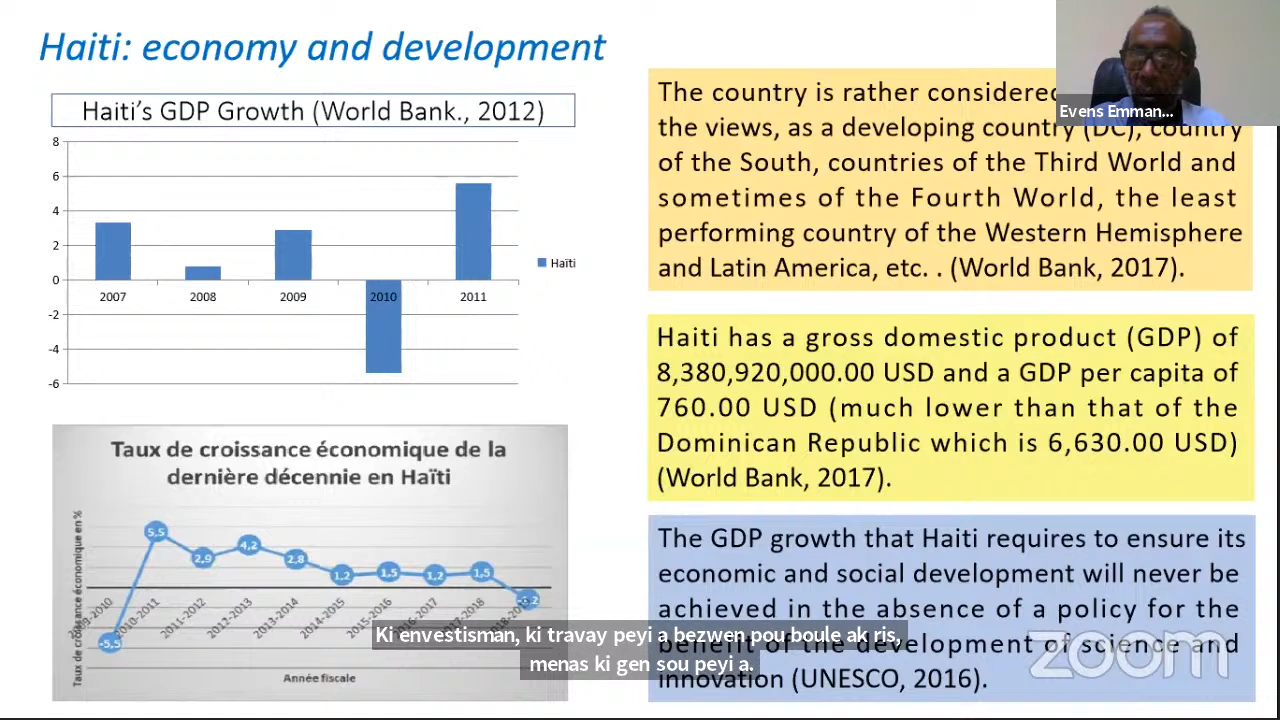 Haiti: economy and development
Haiti's GDP Growth (World Bank., 2012)
8
6
4
2
0
-2
-4
-6
2007
2008
2009
2010
2011
Haïti
Taux de croissance économique de la
dernière décennie en Haïti
Taux de croissance économique en %
-5,5
5,5
2,9
4,2
2,8
1,2
1,5
1,2
1,5
2009-2010
2010-2011
2011-2012
2012-2013
2013-2014
2014-2015
2015-2016
2016-2017
2017-2018
Année fiscale
The country is rather considered
the views, as a developing country (DC), country
of the South, countries of the Third World and
sometimes of the Fourth World, the least
performing country of the Western Hemisphere
and Latin America, etc. . (World Bank, 2017).
Haiti has a gross domestic product (GDP) of
8,380,920,000.00 USD and a GDP per capita of
760.00 USD (much lower than that of the
Dominican Republic which is 6,630.00 USD)
(World Bank, 2017).
The GDP growth that Haiti requires to ensure its
economic and social development will never be
achieved in the absence of a policy for the
benefit of the development of science and
innovation (UNESCO, 2016).
Evens Emman...
Ki envestisman, ki travay peyi a bezwen pou boule ak ris,
menas ki gen sou peyi a.
zoom